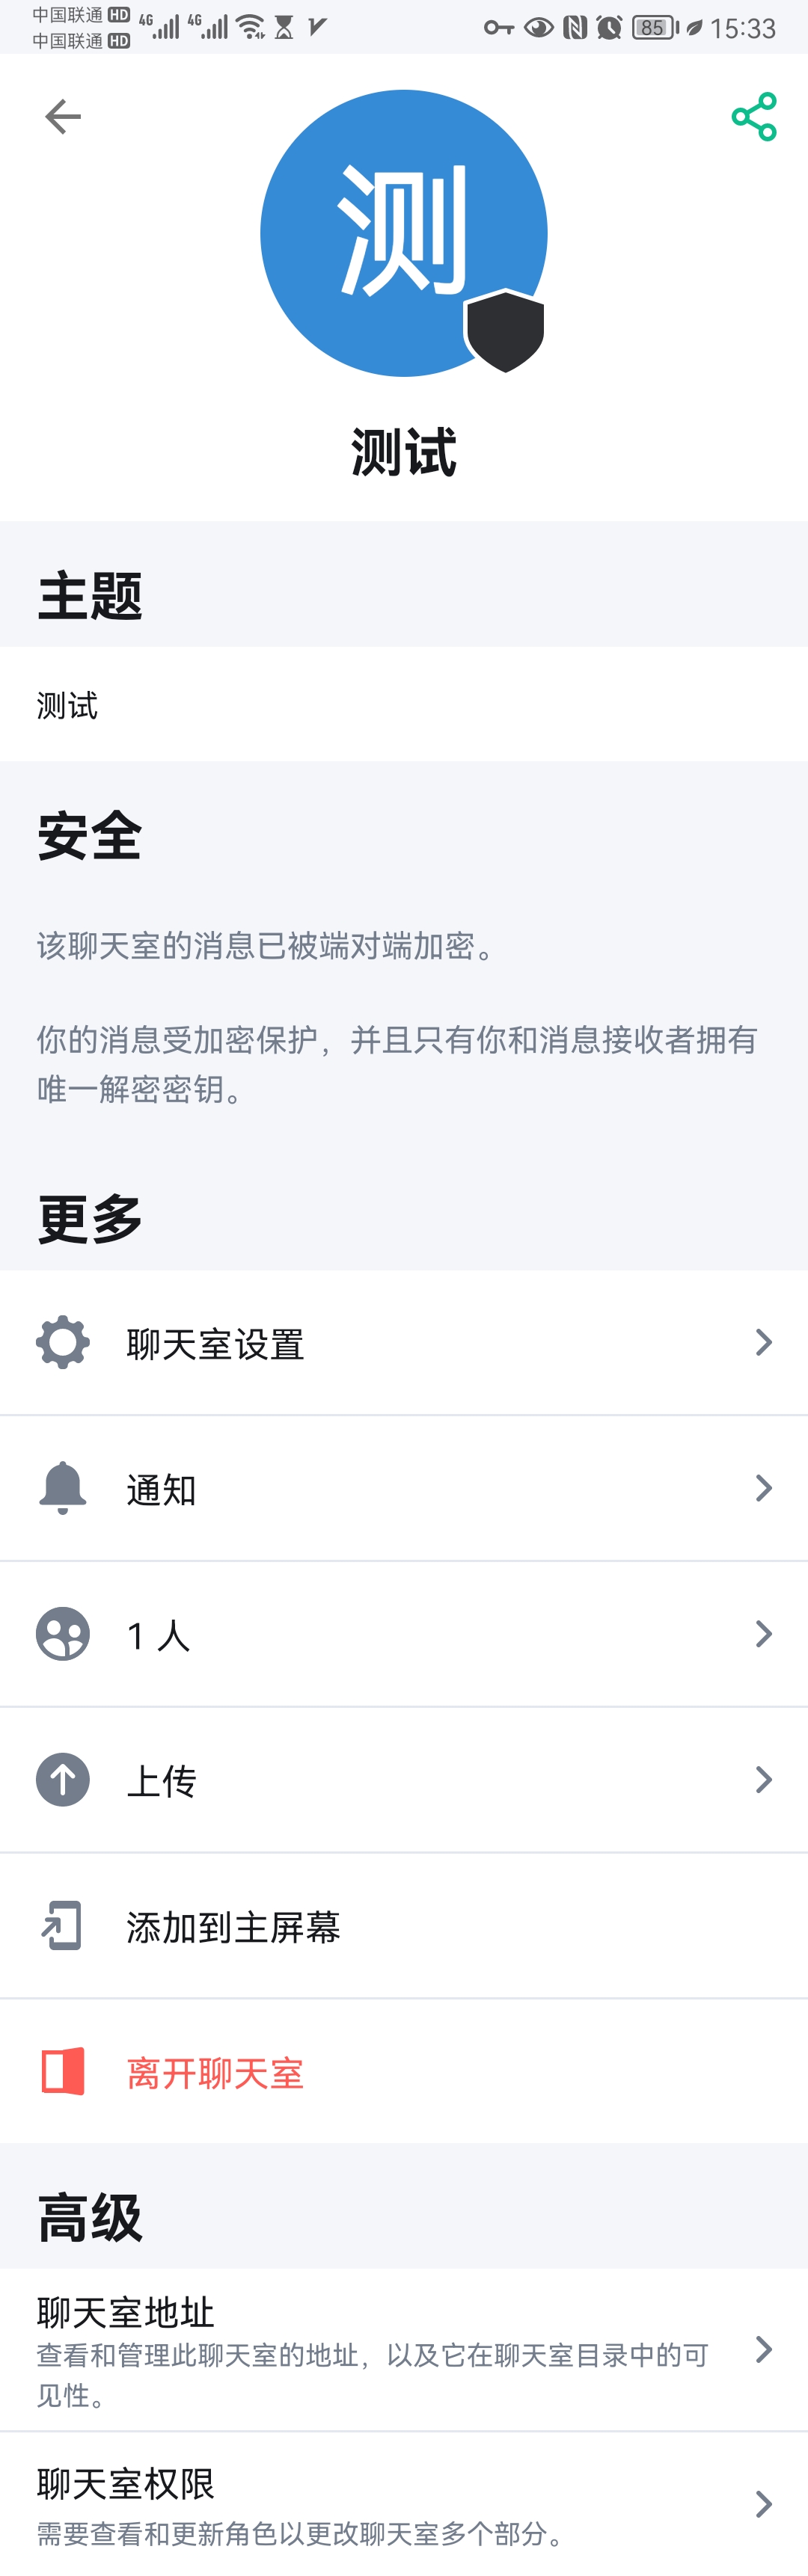 中国联通 HD 4G 4G 85 15:33
中国联通 HD
测
测试
主题
测试
安全
该聊天室的消息已被端对端加密。
你的消息受加密保护，并且只有你和消息接收者拥有
唯一解密密钥。
更多
聊天室设置
通知
1 人
上传
添加到主屏幕
离开聊天室
高级
聊天室地址
查看和管理此聊天室的地址，以及它在聊天室目录中的可
见性。
聊天室权限
需要查看和更新角色以更改聊天室多个部分。